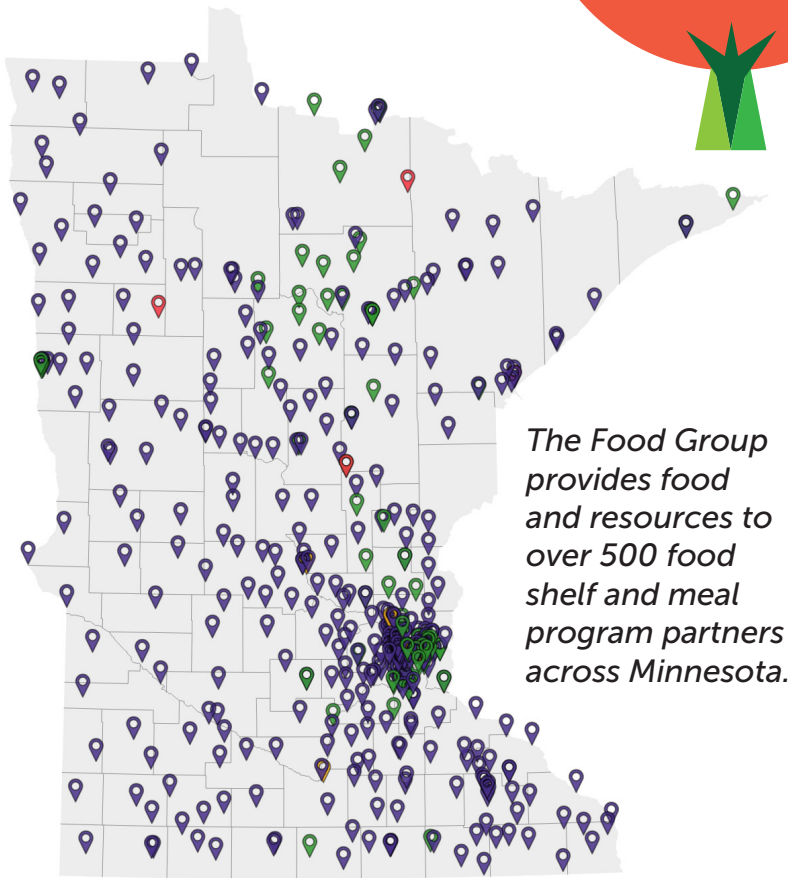 The Food Group
provides food
and resources to
over 500 food
shelf and meal
program partners
across Minnesota.